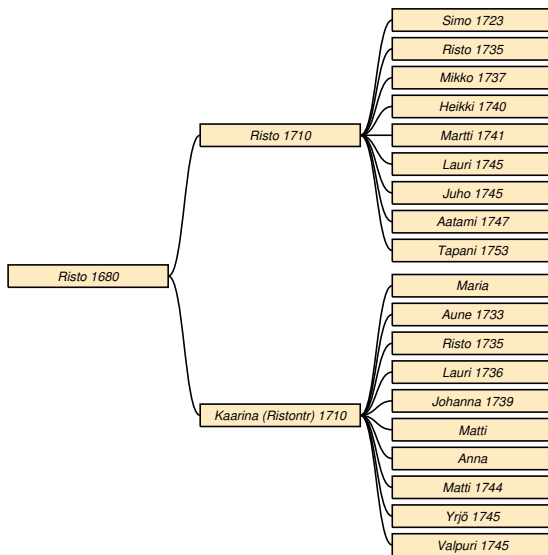 Simo 1723
Risto 1735
Mikko 1737
Heikki 1740
Risto 1710
Martti 1741
Lauri 1745
Juho 1745
Aatami 1747
Tapani 1753
Risto 1680
Maria
Aune 1733
Risto 1735
Lauri 1736
Johanna 1739
Kaarina (Ristontr) 1710
Matti
Anna
Matti 1744
Yrjö 1745
Valpuri 1745